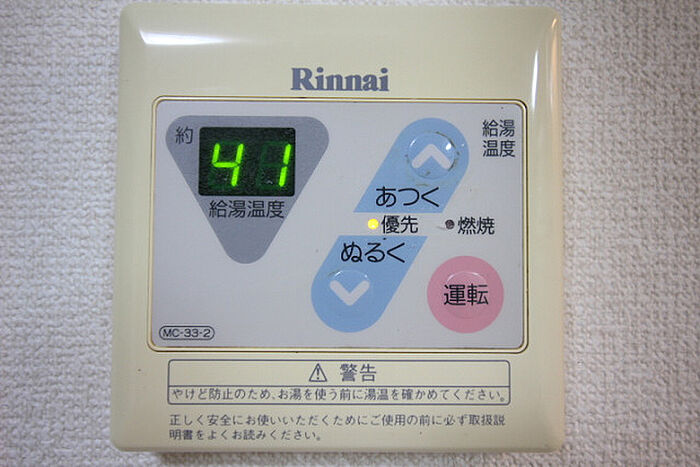 Rinnai
約
41
給湯温度
給湯
温度
あつく
優先
燃焼
ぬるく
運転
MC-33-2
⚠ 警告
やけど防止のため、お湯を使う前に湯温を確かめてください。
正しく安全にお使いいただくためにご使用の前に必ず取扱説
明書をよくお読みください。